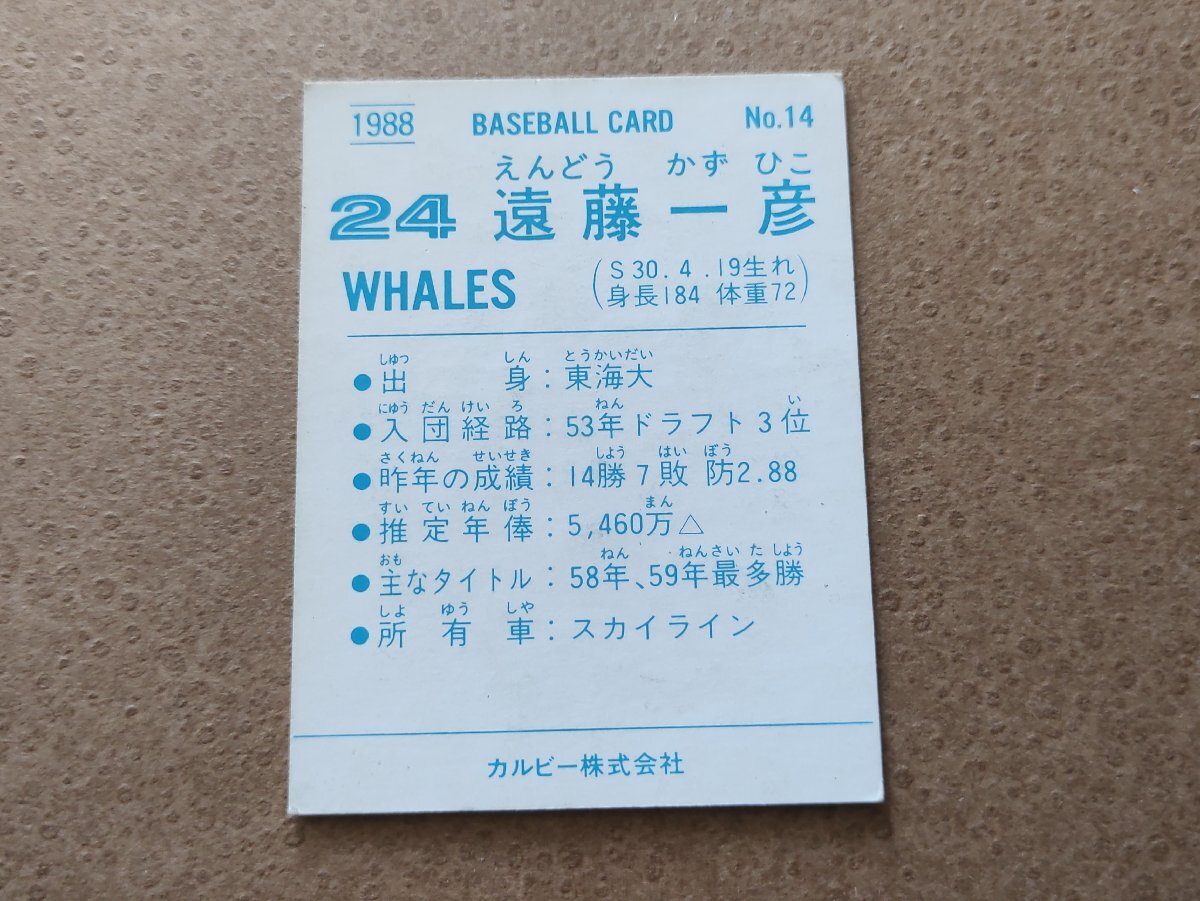 1988 BASEBALL CARD No.14
えんどう かず ひこ
24 遠藤一彦
WHALES
(S30.4.19生れ
身長184 体重72)
しゆつ しん とうかいだい
●出身:東海大
にゆう だん けい ろ ねん い
●入団経路:53年ドラフト3位
さくねん せいせき しよう はい ぼう
●昨年の成績:14勝7敗 防2.88
すい てい ねん ぽう まん
●推定年俸:5,460万△
おも ねん ねんさい た しよう
●主なタイトル:58年、59年最多勝
しよ ゆう しや
●所有車:スカイライン
カルビー株式会社